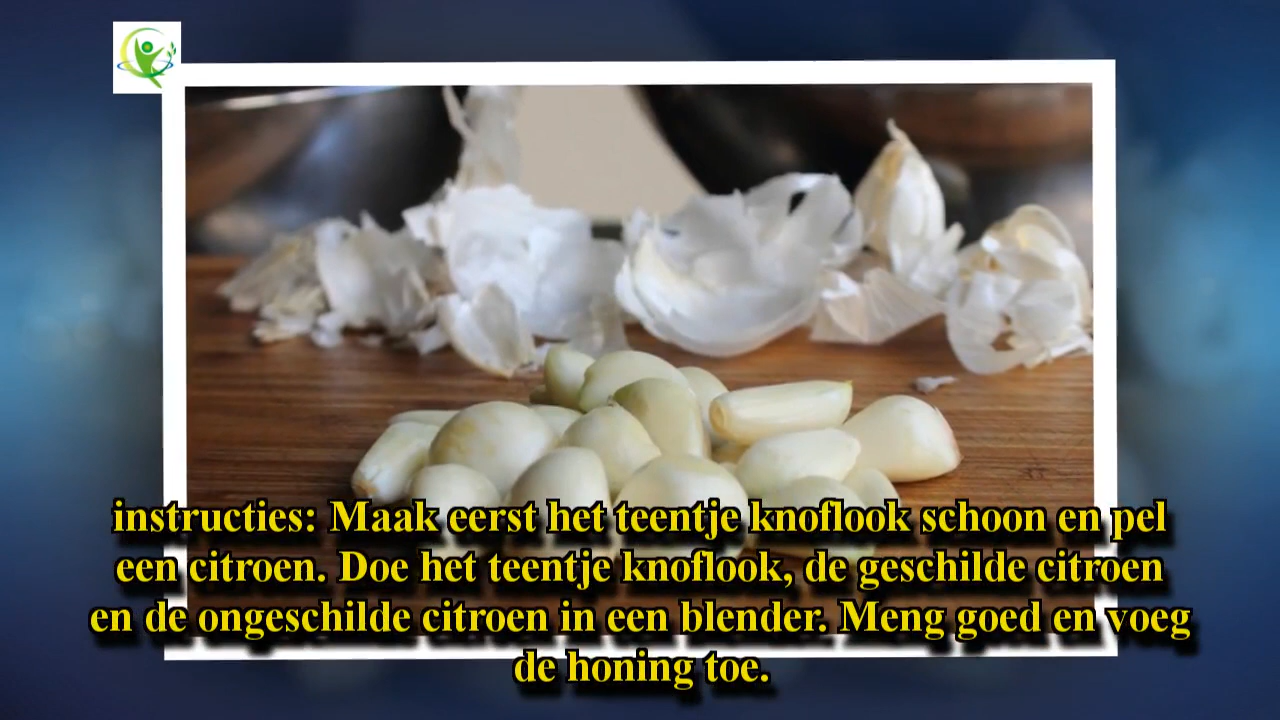 instructies: Maak eerst het teentje knoflook schoon en pel
een citroen. Doe het teentje knoflook, de geschilde citroen
en de ongeschilde citroen in een blender. Meng goed en voeg
de honing toe.